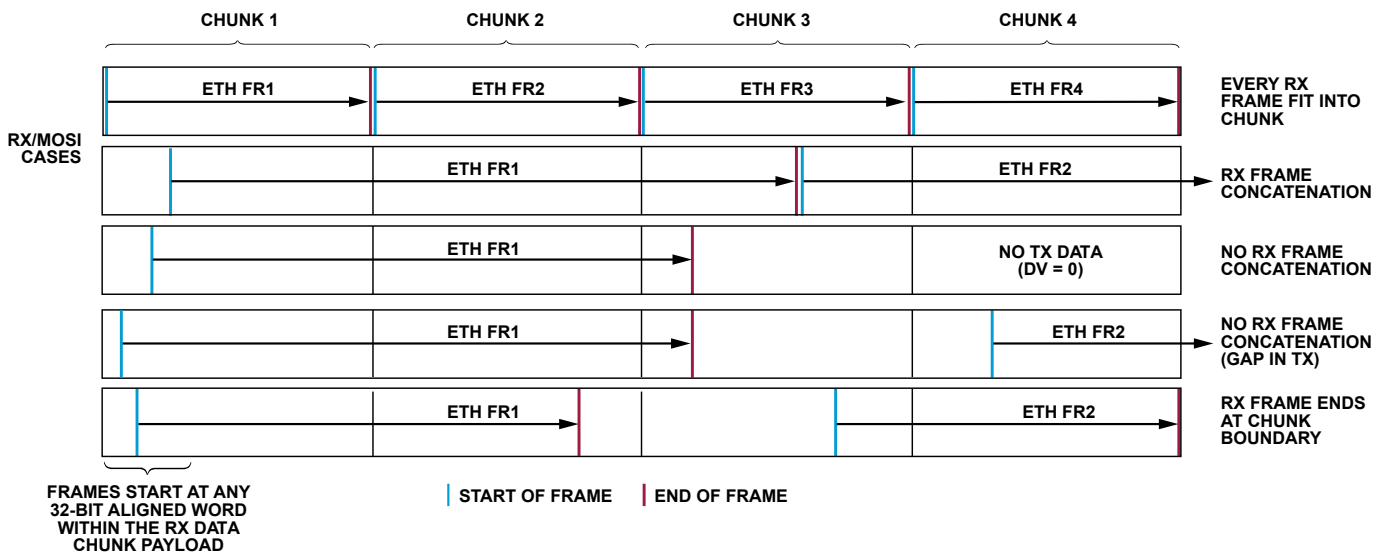 CHUNK 1
CHUNK 2
CHUNK 3
CHUNK 4
RX/MOSI
CASES
ETH FR1
ETH FR2
ETH FR3
ETH FR4
EVERY RX
FRAME FIT INTO
CHUNK
ETH FR1
ETH FR2
RX FRAME
CONCATENATION
ETH FR1
NO TX DATA
(DV = 0)
NO RX FRAME
CONCATENATION
ETH FR1
ETH FR2
NO RX FRAME
CONCATENATION
(GAP IN TX)
ETH FR1
ETH FR2
RX FRAME ENDS
AT CHUNK
BOUNDARY
FRAMES START AT ANY
32-BIT ALIGNED WORD
WITHIN THE RX DATA
CHUNK PAYLOAD
START OF FRAME
END OF FRAME